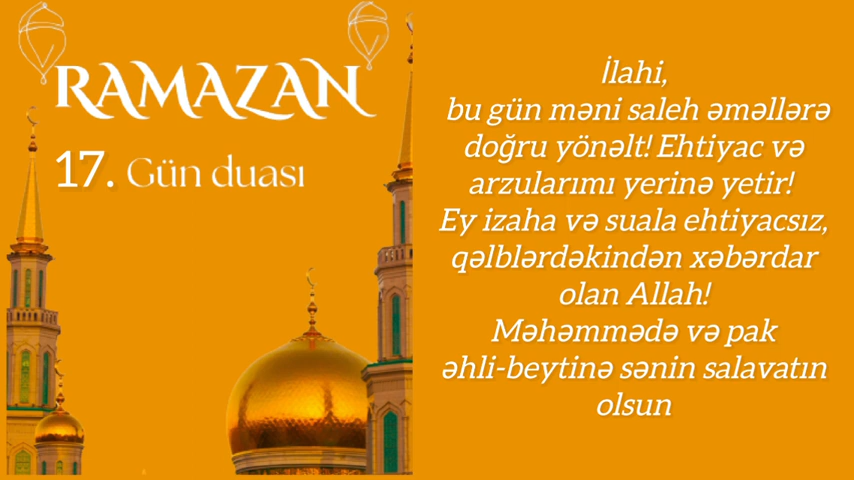 RAMAZAN
17. Gün duası
İlahi,
bu gün məni saleh əməllərə
doğru yönəlt! Ehtiyac və
arzularımı yerinə yetir!
Ey izaha və suala ehtiyacsız,
qəlblərdəkindən xəbərdar
olan Allah!
Məhəmmədə və pak
əhli-beytinə sənin salavatın
olsun